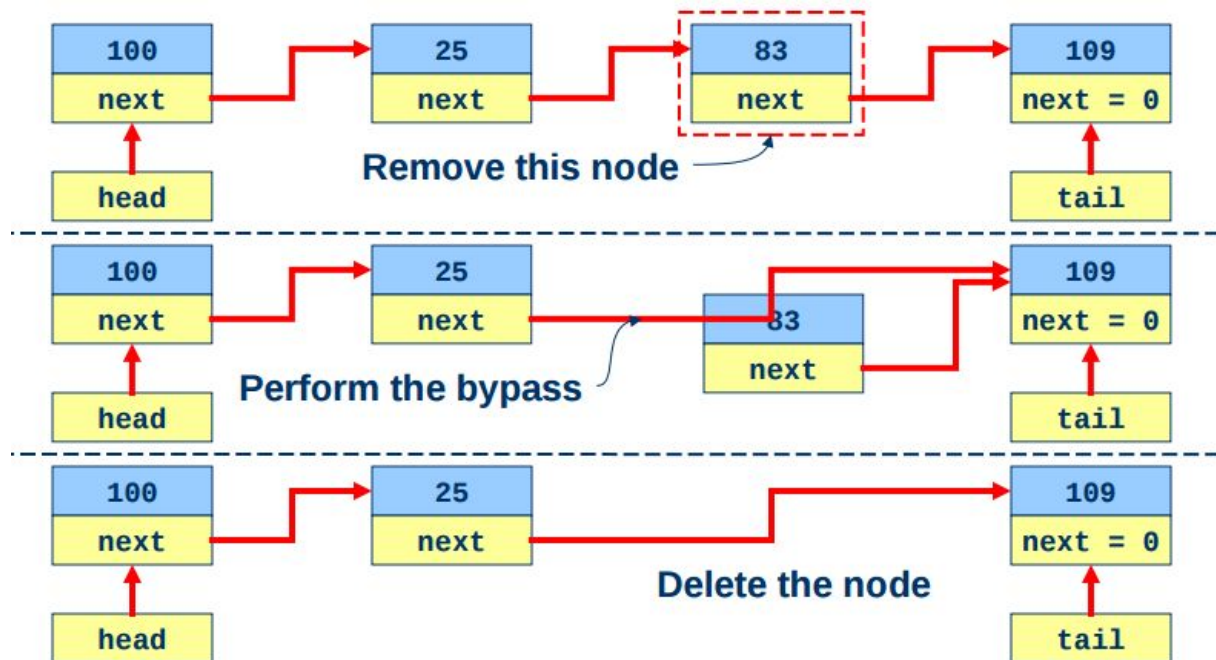 100 25 83 109
next next next next = 0
Remove this node
head tail
100 25 109
83
next next next = 0
next
Perform the bypass
head tail
100 25 109
next next next = 0
Delete the node
head tail